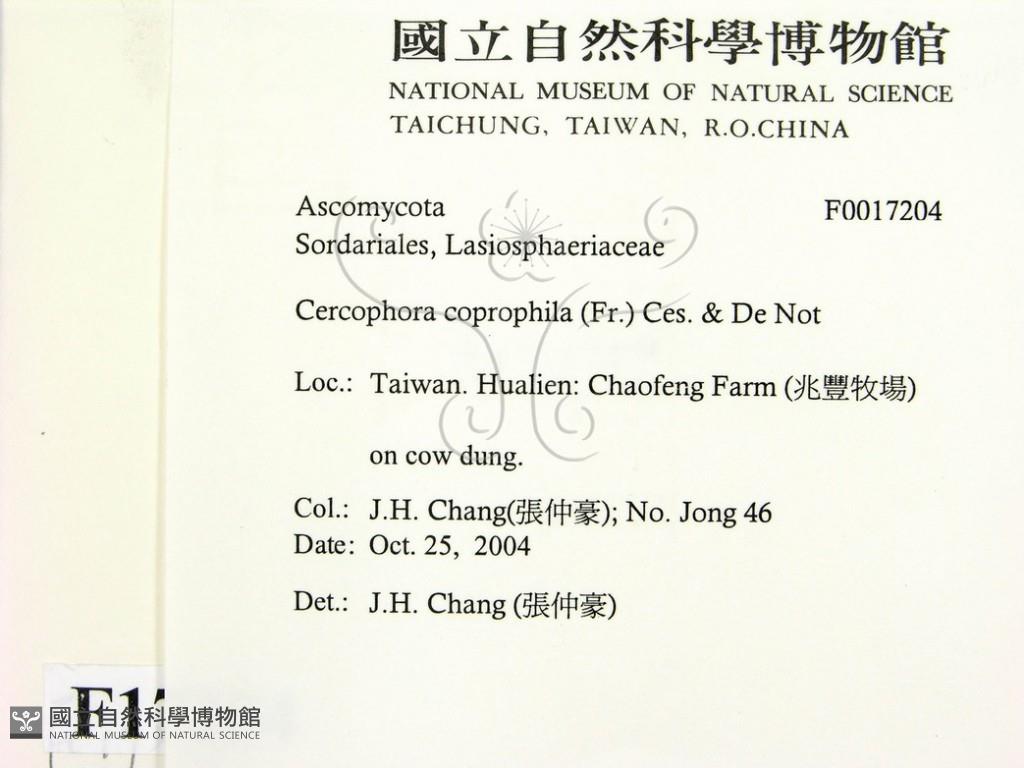 國立自然科學博物館
NATIONAL MUSEUM OF NATURAL SCIENCE
TAICHUNG, TAIWAN, R.O.CHINA
Ascomycota F0017204
Sordariales, Lasiosphaeriaceae
Cercophora coprophila (Fr.) Ces. & De Not
Loc.: Taiwan. Hualien: Chaofeng Farm (兆豐牧場)
on cow dung.
Col.: J.H. Chang(張仲豪); No. Jong 46
Date: Oct. 25, 2004
Det.: J.H. Chang (張仲豪)
F17
國立自然科學博物館
NATIONAL MUSEUM OF NATURAL SCIENCE